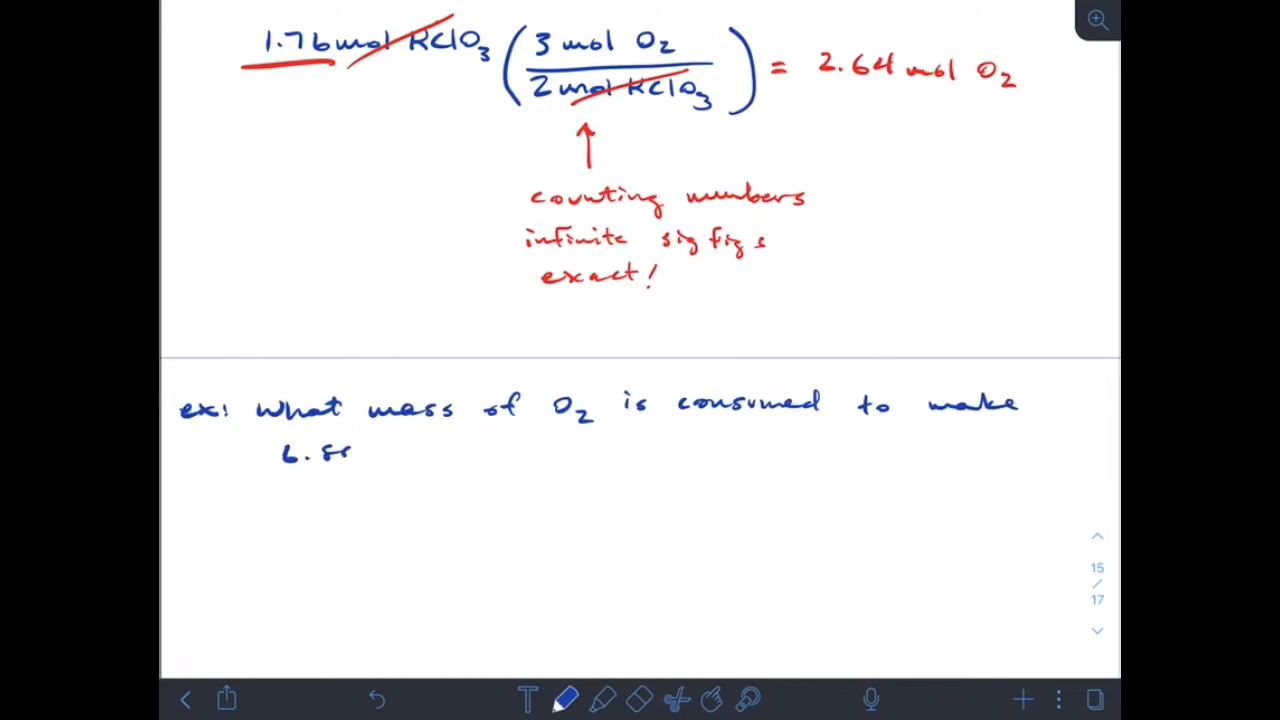 1.76 mol KClO3 (3 mol O2 / 2 mol KClO3) = 2.64 mol O2
counting numbers
infinite sig figs
exact!
ex: What mass of O2 is consumed to make
6.
15
/
17
T